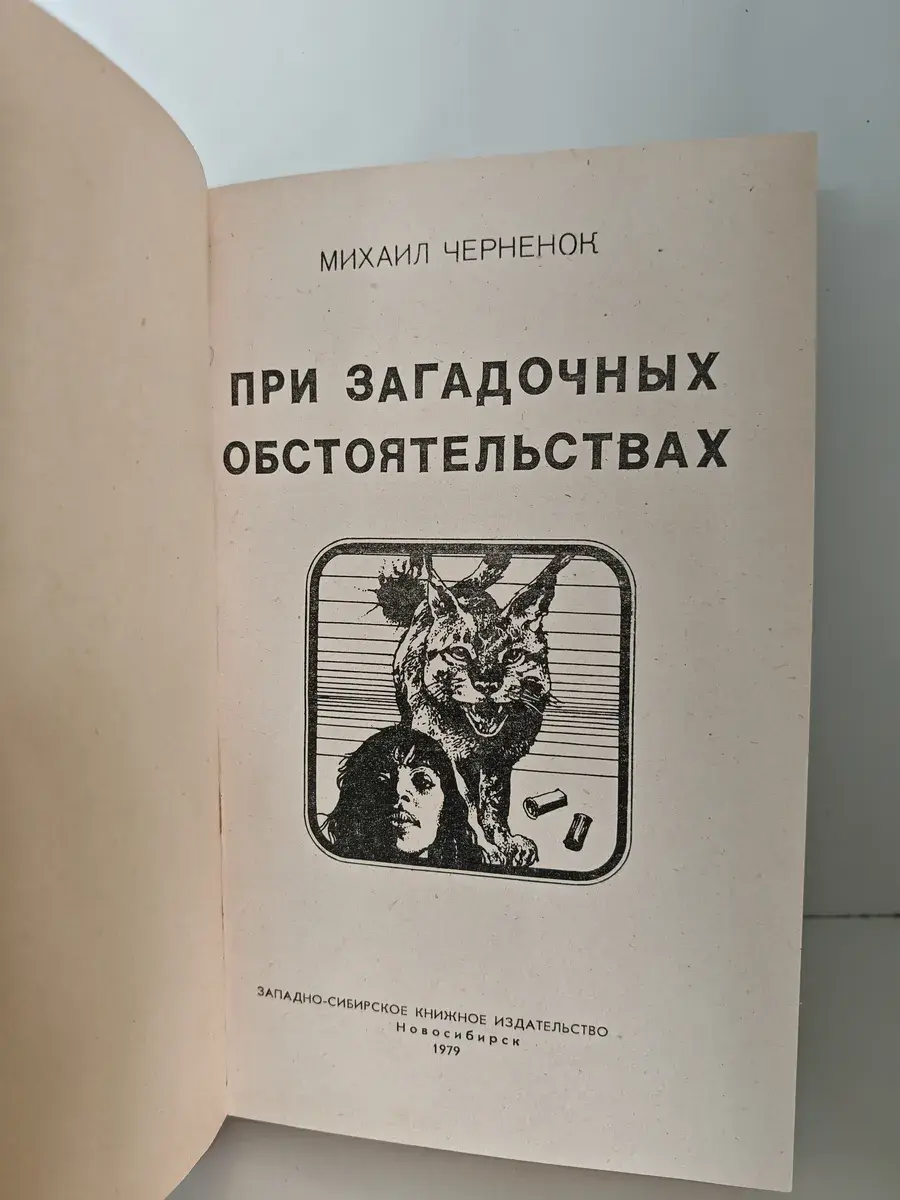 МИХАИЛ ЧЕРНЕНОК
ПРИ ЗАГАДОЧНЫХ
ОБСТОЯТЕЛЬСТВАХ
ЗАПАДНО-СИБИРСКОЕ КНИЖНОЕ ИЗДАТЕЛЬСТВО
Новосибирск
1979